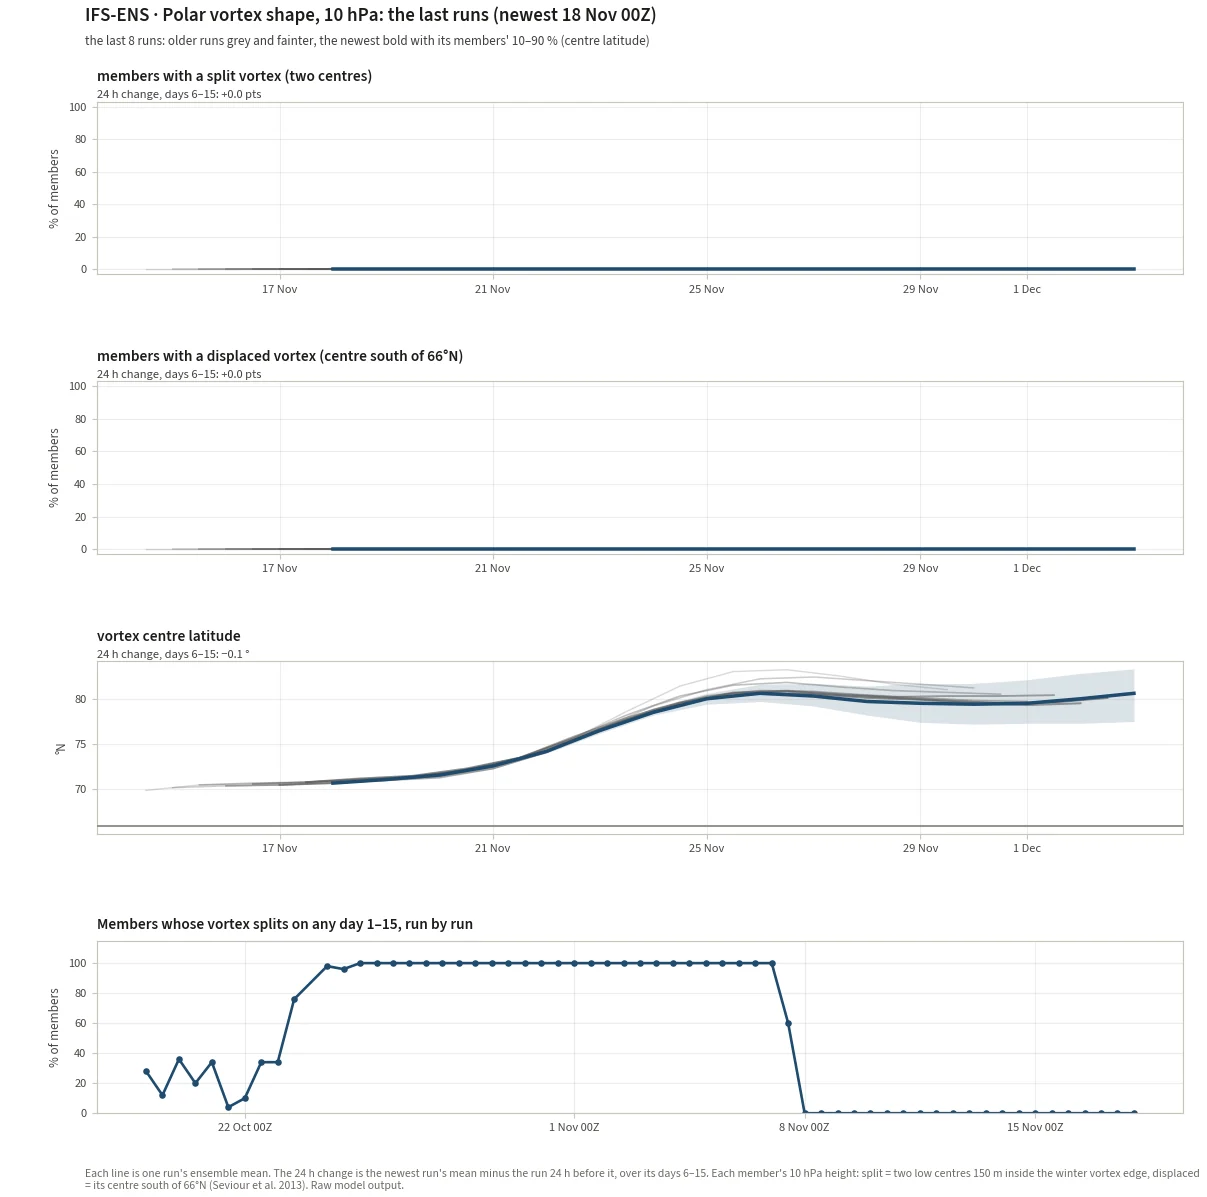 IFS-ENS · Polar vortex shape, 10 hPa: the last runs (newest 18 Nov 00Z)
the last 8 runs: older runs grey and fainter, the newest bold with its members' 10–90 % (centre latitude)
members with a split vortex (two centres)
24 h change, days 6–15: +0.0 pts
100
80
60
40
20
0
% of members
17 Nov
21 Nov
25 Nov
29 Nov
1 Dec
members with a displaced vortex (centre south of 66°N)
24 h change, days 6–15: +0.0 pts
100
80
60
40
20
0
% of members
17 Nov
21 Nov
25 Nov
29 Nov
1 Dec
vortex centre latitude
24 h change, days 6–15: −0.1 °
80
75
70
°N
17 Nov
21 Nov
25 Nov
29 Nov
1 Dec
Members whose vortex splits on any day 1–15, run by run
100
80
60
40
20
0
% of members
22 Oct 00Z
1 Nov 00Z
8 Nov 00Z
15 Nov 00Z
Each line is one run's ensemble mean. The 24 h change is the newest run's mean minus the run 24 h before it, over its days 6–15. Each member's 10 hPa height: split = two low centres 150 m inside the winter vortex edge, displaced
= its centre south of 66°N (Seviour et al. 2013). Raw model output.